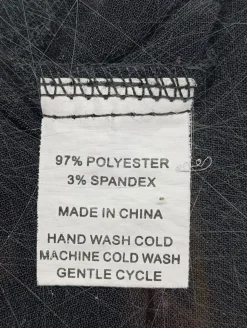 97% POLYESTER
3% SPANDEX
MADE IN CHINA
HAND WASH COLD
MACHINE COLD WASH
GENTLE CYCLE